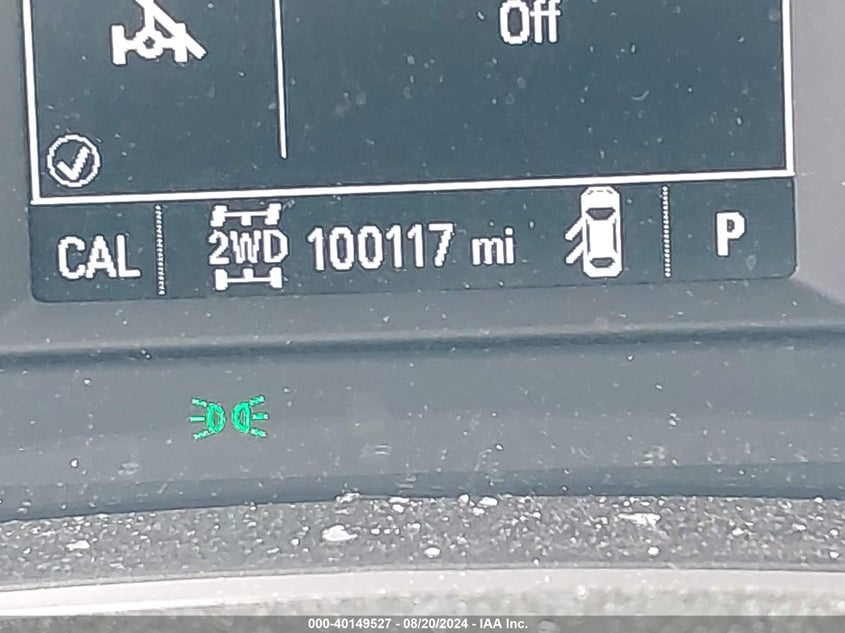 Off
CAL 2WD 100117 mi P
000-40149527 - 08/20/2024 - IAA Inc.